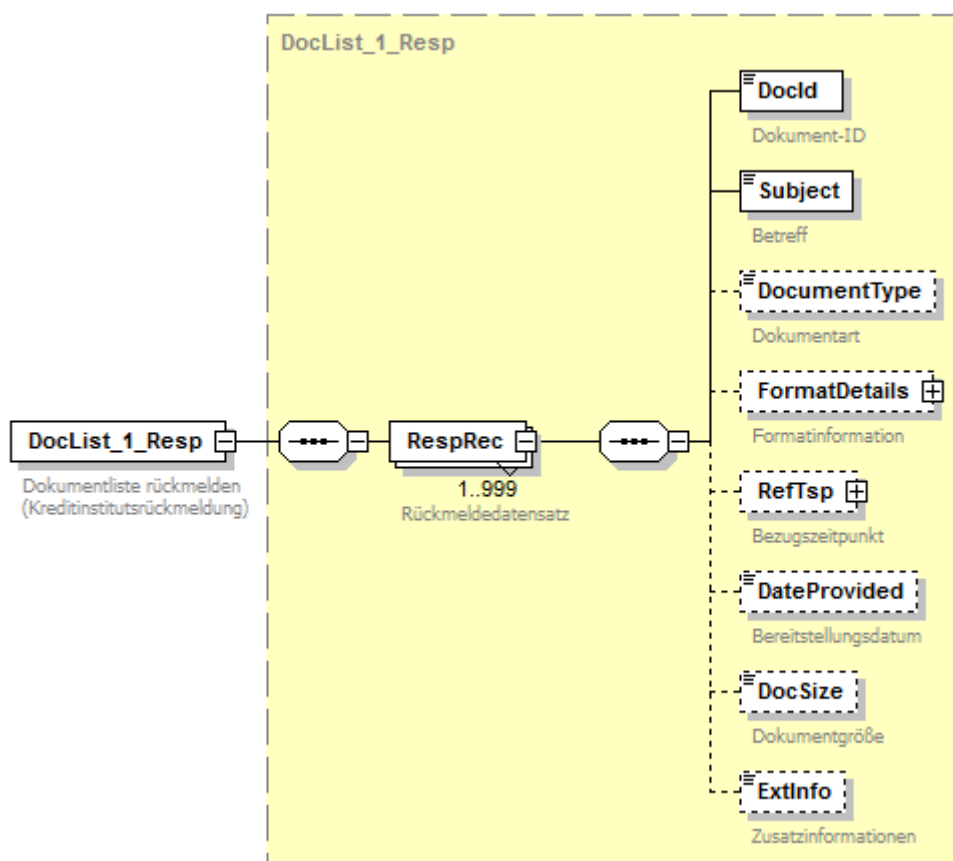 DocList_1_Resp
DocId
Dokument-ID
Subject
Betreff
DocumentType
Dokumentart
FormatDetails
Formatinformation
DocList_1_Resp
Dokumentliste rückmelden
(Kreditinstitutsrückmeldung)
RespRec
1..999
Rückmeldedatensatz
RefTsp
Bezugszeitpunkt
DateProvided
Bereitstellungsdatum
DocSize
Dokumentgröße
ExtInfo
Zusatzinformationen